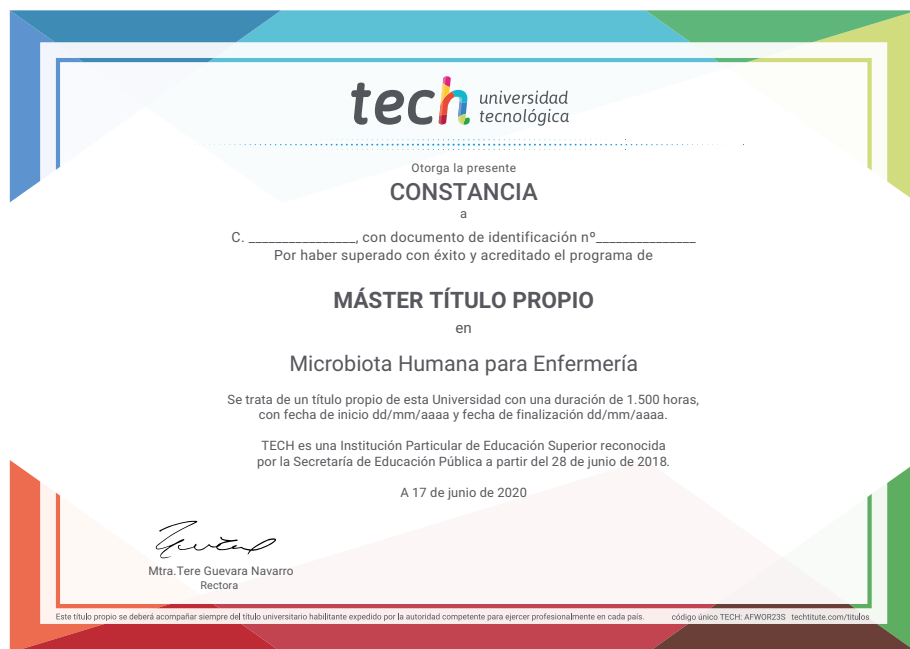 tech universidad
tecnológica
Otorga la presente
CONSTANCIA
a
C. ________________, con documento de identificación nº_______________
Por haber superado con éxito y acreditado el programa de
MÁSTER TÍTULO PROPIO
en
Microbiota Humana para Enfermería
Se trata de un título propio de esta Universidad con una duración de 1.500 horas,
con fecha de inicio dd/mm/aaaa y fecha de finalización dd/mm/aaaa.
TECH es una Institución Particular de Educación Superior reconocida
por la Secretaría de Educación Pública a partir del 28 de junio de 2018.
A 17 de junio de 2020
Mtra.Tere Guevara Navarro
Rectora
Este título propio se deberá acompañar siempre del título universitario habilitante expedido por la autoridad competente para ejercer profesionalmente en cada país. código único TECH: AFWOR23S techtitute.com/titulos